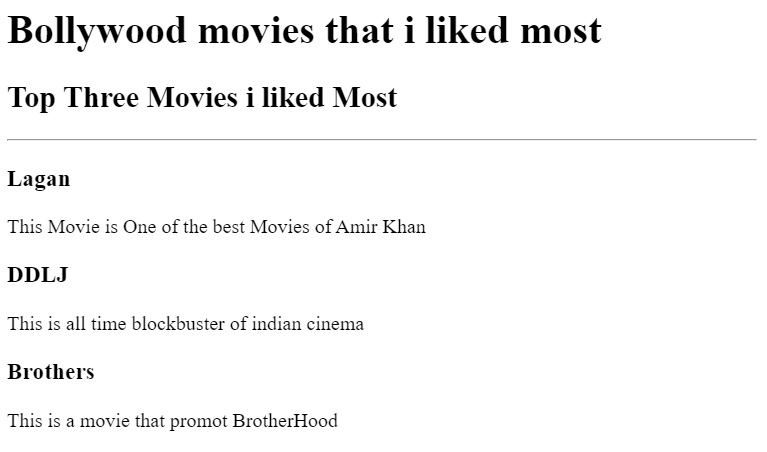 Bollywood movies that i liked most
Top Three Movies i liked Most
Lagan
This Movie is One of the best Movies of Amir Khan
DDLJ
This is all time blockbuster of indian cinema
Brothers
This is a movie that promot BrotherHood